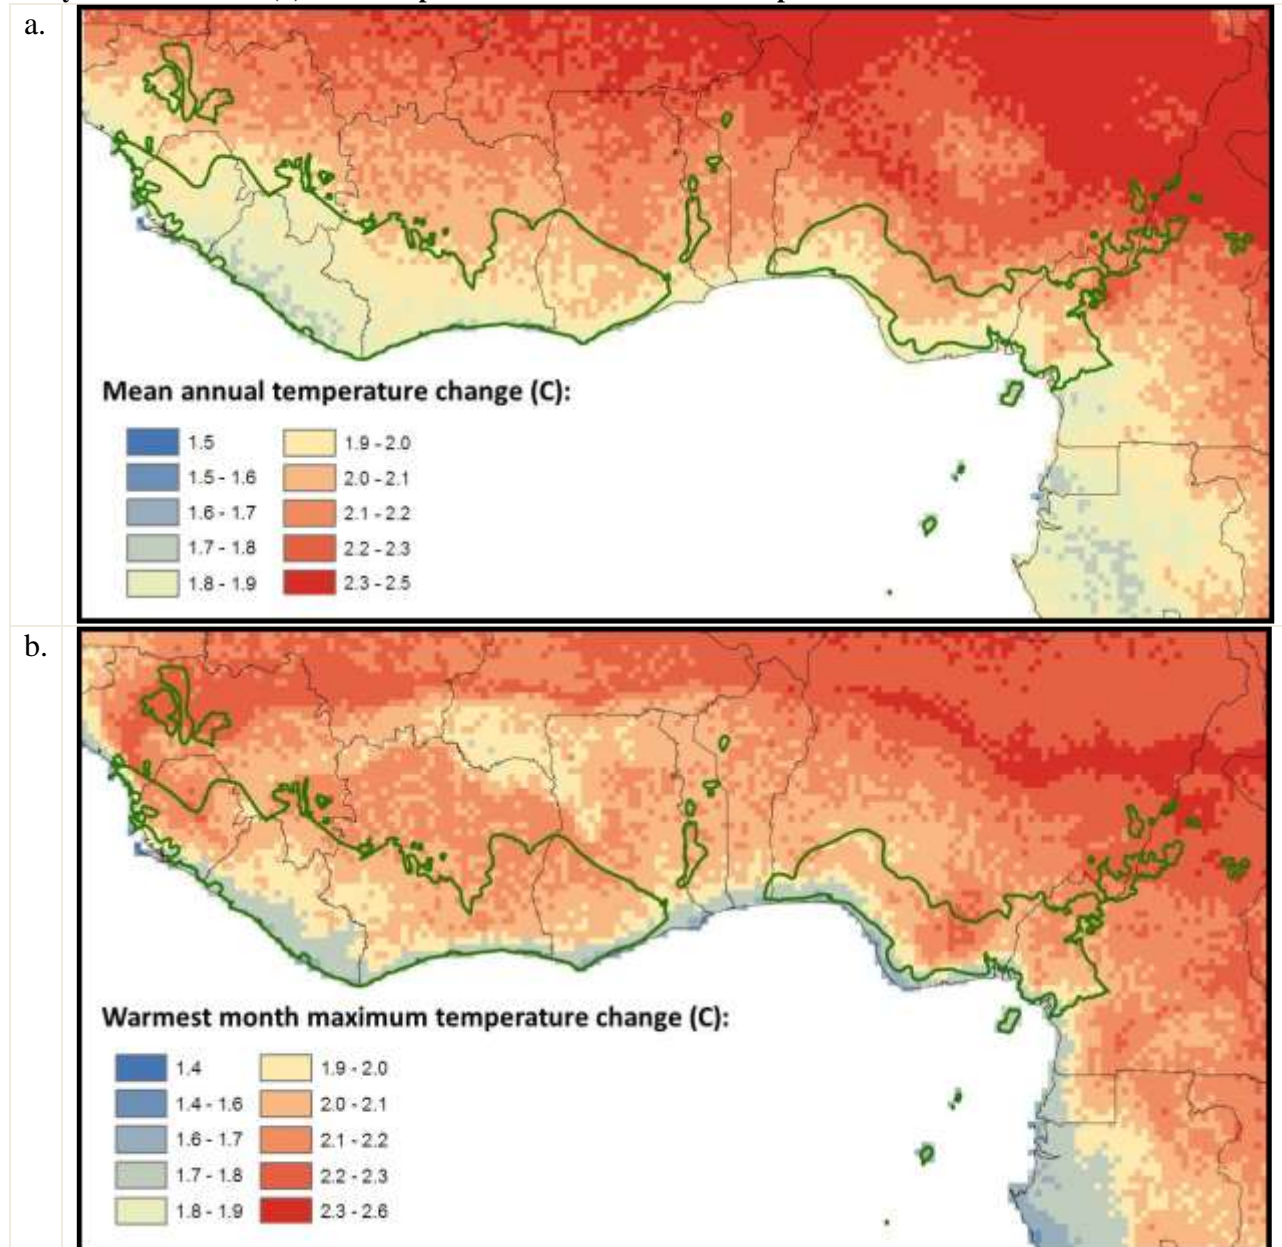 a.
Mean annual temperature change (C):
1.5
1.9 - 2.0
1.5 - 1.6
2.0 - 2.1
1.6 - 1.7
2.1 - 2.2
1.7 - 1.8
2.2 - 2.3
1.8 - 1.9
2.3 - 2.5
b.
Warmest month maximum temperature change (C):
1.4
1.9 - 2.0
1.4 - 1.6
2.0 - 2.1
1.6 - 1.7
2.1 - 2.2
1.7 - 1.8
2.2 - 2.3
1.8 - 1.9
2.3 - 2.6